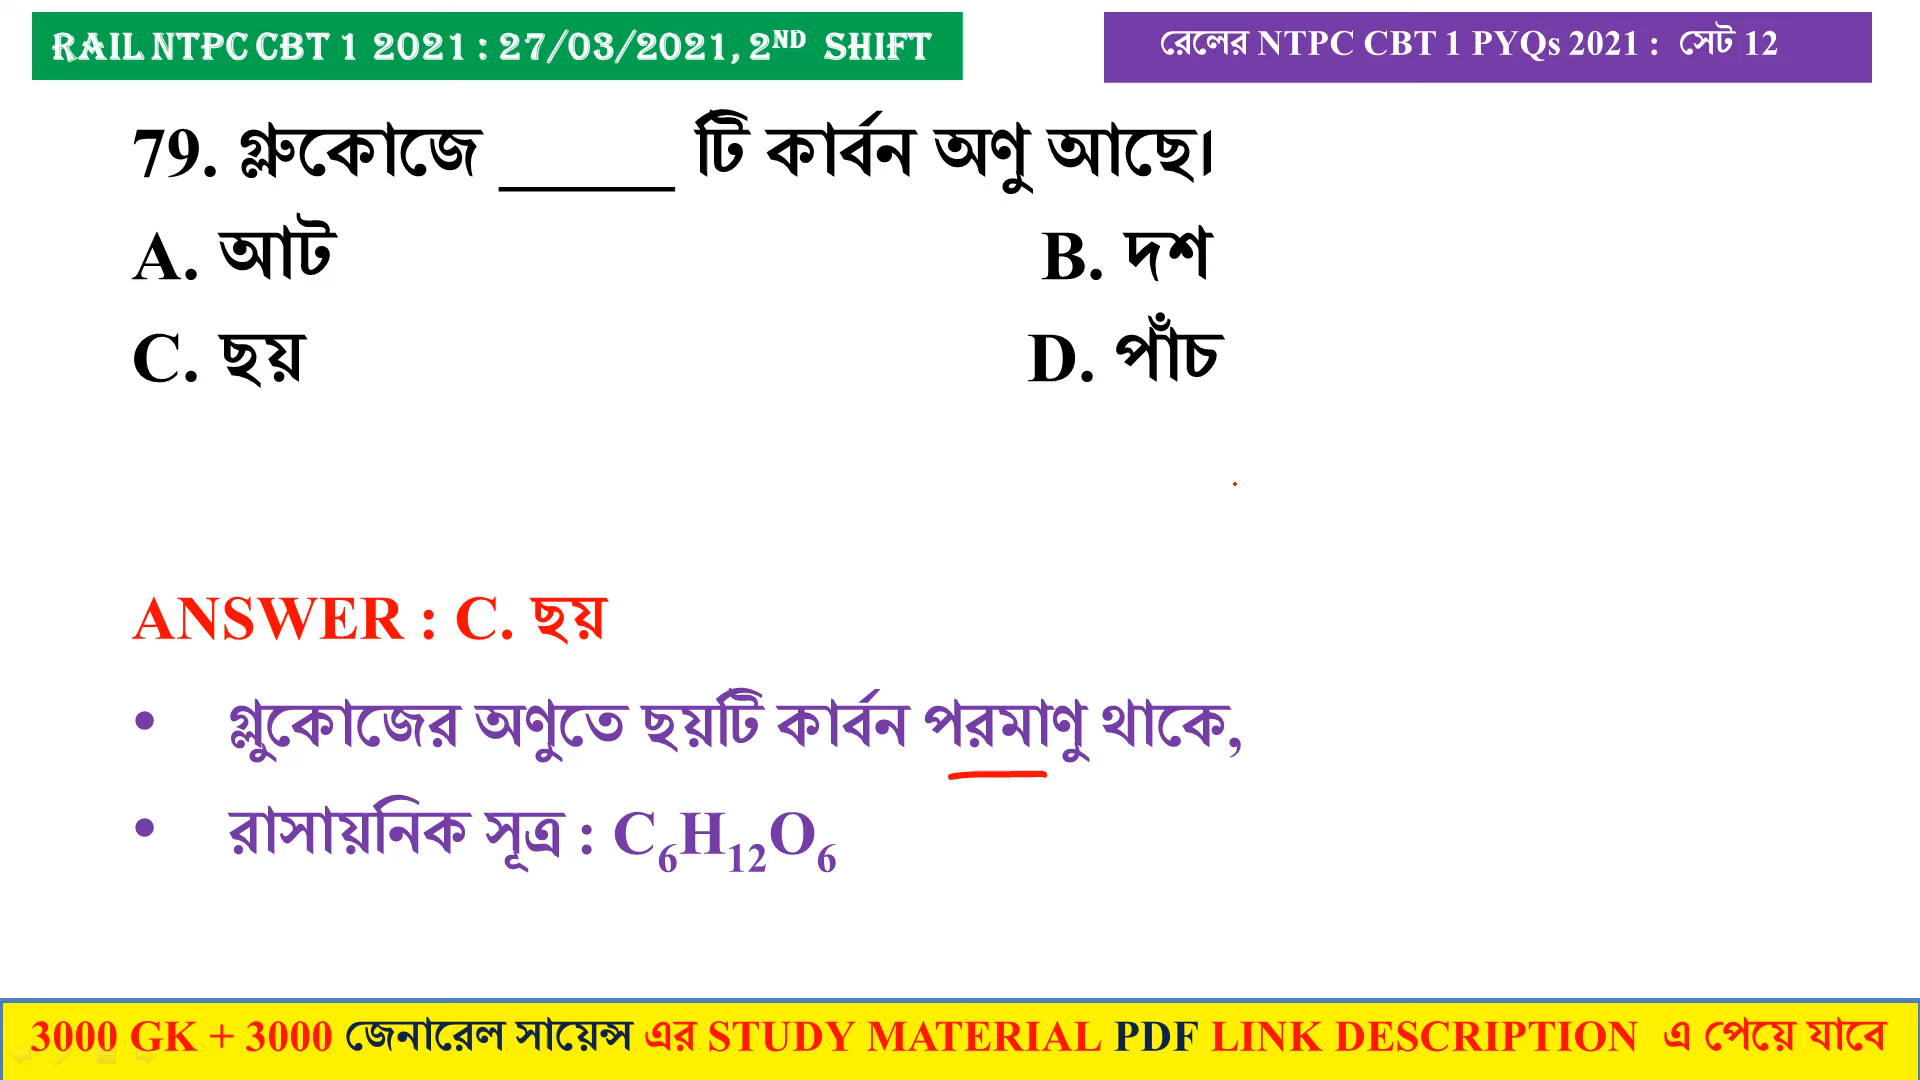 RAIL NTPC CBT 1 2021 : 27/03/2021, 2ND SHIFT
রেলের NTPC CBT 1 PYQs 2021 : সেট 12
79. গ্লুকোজে _____ টি কার্বন অণু আছে।
A. আট B. দশ
C. ছয় D. পাঁচ
ANSWER : C. ছয়
• গ্লুকোজের অণুতে ছয়টি কার্বন পরমাণু থাকে,
• রাসায়নিক সূত্র : C6H12O6
3000 GK + 3000 জেনারেল সায়েন্স এর STUDY MATERIAL PDF LINK DESCRIPTION এ পেয়ে যাবে